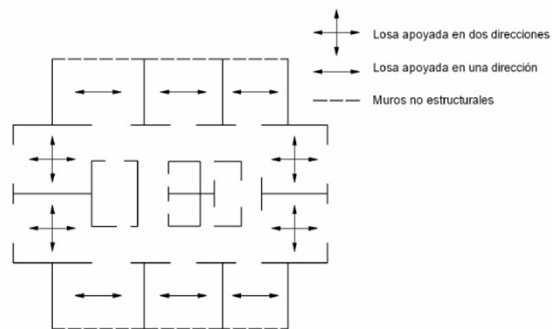 Losa apoyada en dos direcciones
Losa apoyada en una dirección
Muros no estructurales